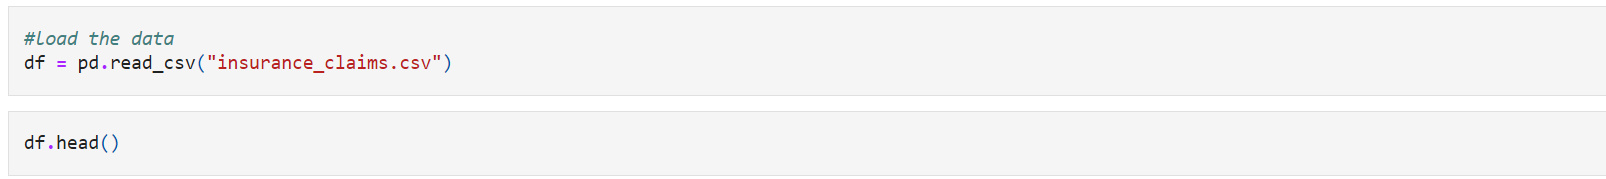 #load the data
df = pd.read_csv("insurance_claims.csv")
df.head()